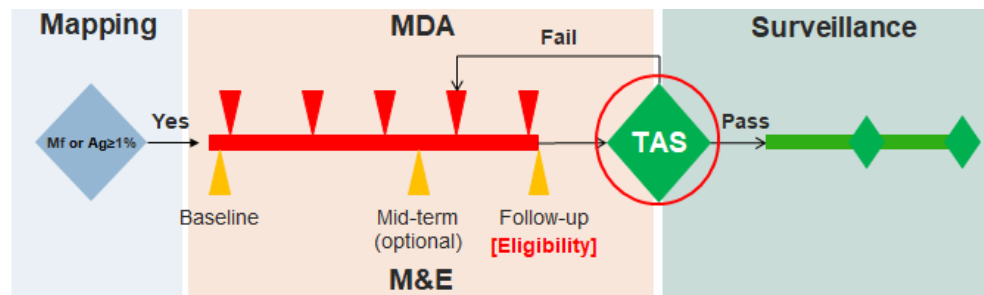 Mapping
MDA
Surveillance
Fail
Mf or Ag≥1%
Yes
TAS
Pass
Baseline
Mid-term
(optional)
Follow-up
[Eligibility]
M&E